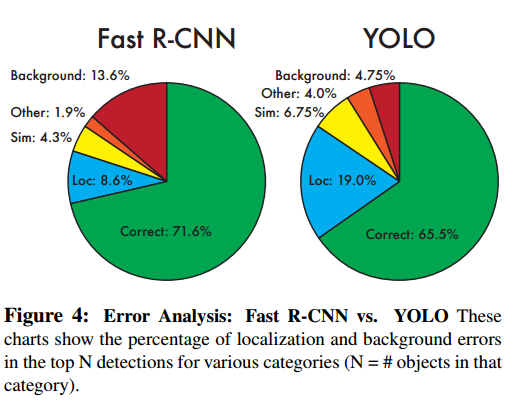 Fast R-CNN
YOLO
Background: 13.6%
Other: 1.9%
Sim: 4.3%
Loc: 8.6%
Correct: 71.6%
Background: 4.75%
Other: 4.0%
Sim: 6.75%
Loc: 19.0%
Correct: 65.5%
Figure 4: Error Analysis: Fast R-CNN vs. YOLO These
charts show the percentage of localization and background errors
in the top N detections for various categories (N = # objects in that
category).